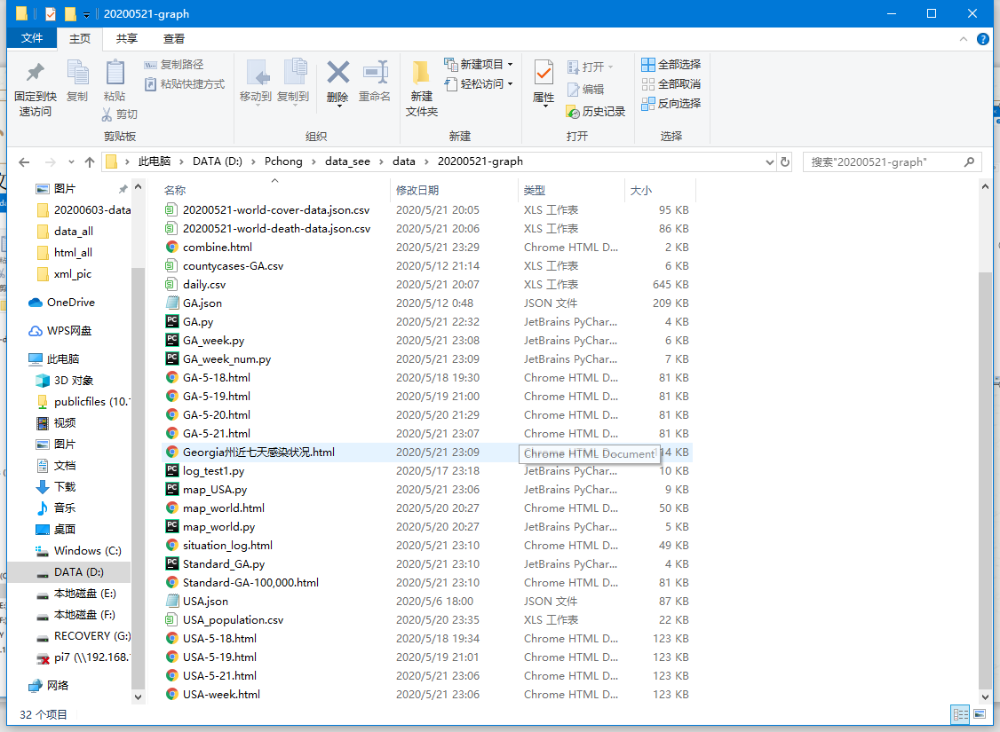 20200521-graph
文件 主页 共享 查看
固定到快速访问
复制
粘贴
复制路径
粘贴快捷方式
剪切
剪贴板
移动到
复制到
删除
重命名
组织
新建
文件夹
新建项目
轻松访问
新建
属性
打开
编辑
历史记录
打开
全部选择
全部取消
反向选择
选择
此电脑 › DATA (D:) › Pchong › data_see › data › 20200521-graph
搜索"20200521-graph"
图片
20200603-data
data_all
html_all
xml_pic
OneDrive
WPS网盘
此电脑
3D 对象
publicfiles (10.
视频
图片
文档
下载
音乐
桌面
Windows (C:)
DATA (D:)
本地磁盘 (E:)
本地磁盘 (F:)
RECOVERY (G:)
pi7 (\\192.168.
网络
名称 修改日期 类型 大小
20200521-world-cover-data.json.csv 2020/5/21 20:05 XLS 工作表 95 KB
20200521-world-death-data.json.csv 2020/5/21 20:06 XLS 工作表 86 KB
combine.html 2020/5/21 23:29 Chrome HTML D... 2 KB
countycases-GA.csv 2020/5/12 21:14 XLS 工作表 6 KB
daily.csv 2020/5/21 20:07 XLS 工作表 645 KB
GA.json 2020/5/12 0:48 JSON 文件 209 KB
GA.py 2020/5/21 22:32 JetBrains PyChar... 4 KB
GA_week.py 2020/5/21 23:08 JetBrains PyChar... 6 KB
GA_week_num.py 2020/5/21 23:09 JetBrains PyChar... 7 KB
GA-5-18.html 2020/5/18 19:30 Chrome HTML D... 81 KB
GA-5-19.html 2020/5/19 21:00 Chrome HTML D... 81 KB
GA-5-20.html 2020/5/20 21:29 Chrome HTML D... 81 KB
GA-5-21.html 2020/5/21 23:07 Chrome HTML D... 81 KB
Georgia州近七天感染状况.html 2020/5/21 23:09 Chrome HTML Document 14 KB
log_test1.py 2020/5/17 23:18 JetBrains PyChar... 10 KB
map_USA.py 2020/5/21 23:06 JetBrains PyChar... 9 KB
map_world.html 2020/5/20 20:27 Chrome HTML D... 50 KB
map_world.py 2020/5/20 20:27 JetBrains PyChar... 5 KB
situation_log.html 2020/5/21 23:10 Chrome HTML D... 49 KB
Standard_GA.py 2020/5/21 23:10 JetBrains PyChar... 4 KB
Standard-GA-100,000.html 2020/5/21 23:10 Chrome HTML D... 81 KB
USA.json 2020/5/6 18:00 JSON 文件 87 KB
USA_population.csv 2020/5/20 23:35 XLS 工作表 22 KB
USA-5-18.html 2020/5/18 19:34 Chrome HTML D... 123 KB
USA-5-19.html 2020/5/19 21:01 Chrome HTML D... 123 KB
USA-5-21.html 2020/5/21 23:06 Chrome HTML D... 123 KB
USA-week.html 2020/5/21 23:06 Chrome HTML D... 123 KB
32 个项目